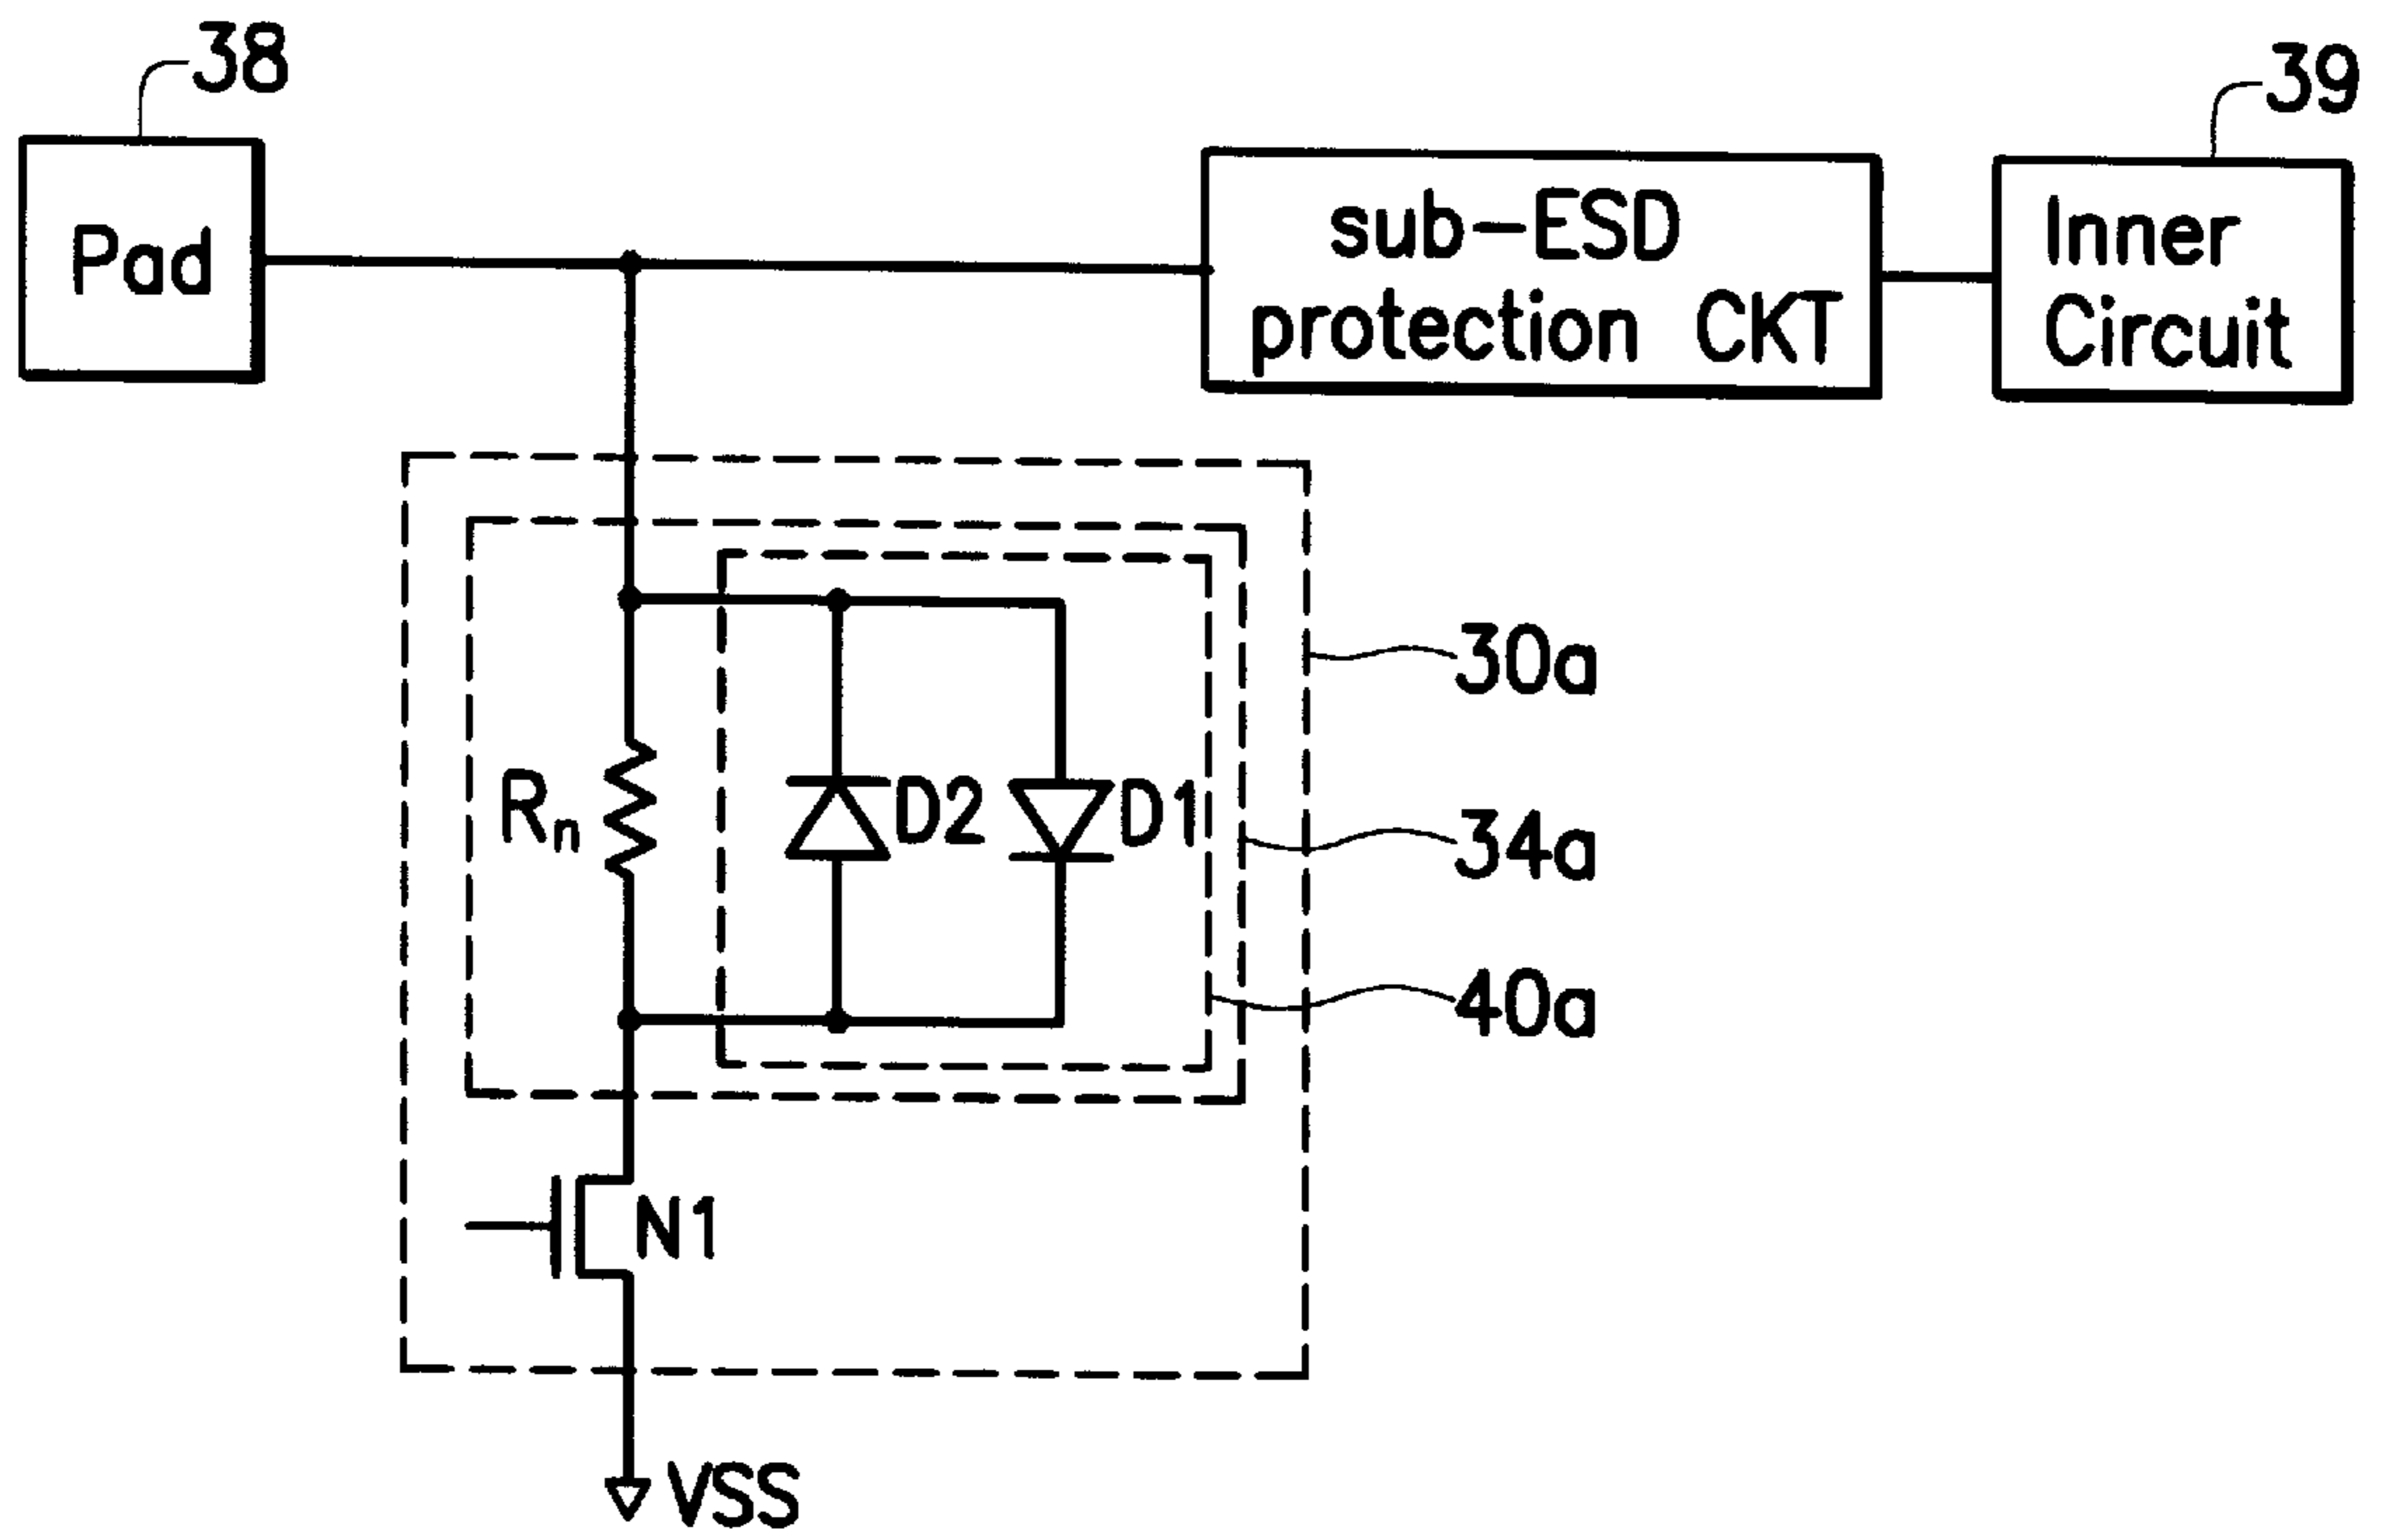 38
39
Pad
sub-ESD
protection CKT
Inner
Circuit
30a
Rn
D2
D1
34a
40a
N1
VSS